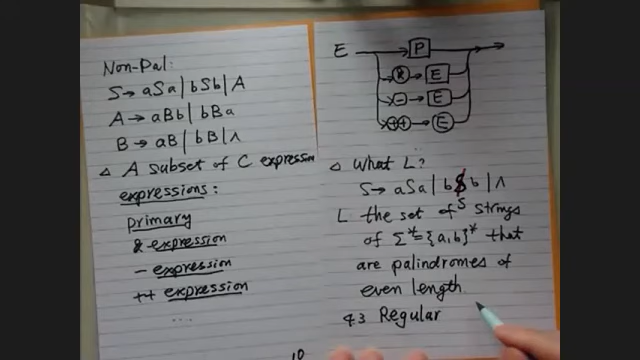 Non-Pal:
S → aSa | bSb | A
A → aBb | bBa
B → aB | bB | Λ
△ A subset of C expression
expressions:
primary
& expression
- expression
++ expression
...
10
E
P
& E
- E
++ E
△ What L?
S → aSa | bSb | Λ
L the set of strings
of Σ*={a,b}* that
are palindromes of
even length
4.3 Regular